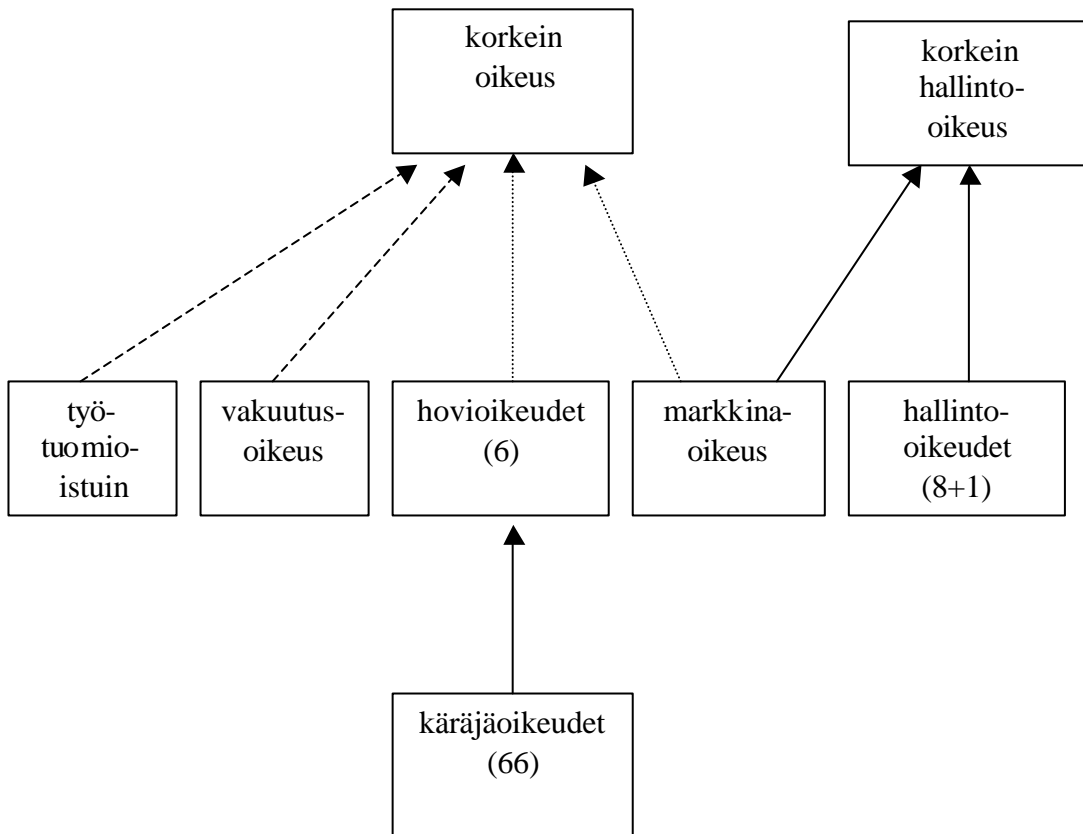 korkein
oikeus
korkein
hallinto-
oikeus
työ-
tuomio-
istuin
vakuutus-
oikeus
hovioikeudet
(6)
markkina-
oikeus
hallinto-
oikeudet
(8+1)
käräjäoikeudet
(66)